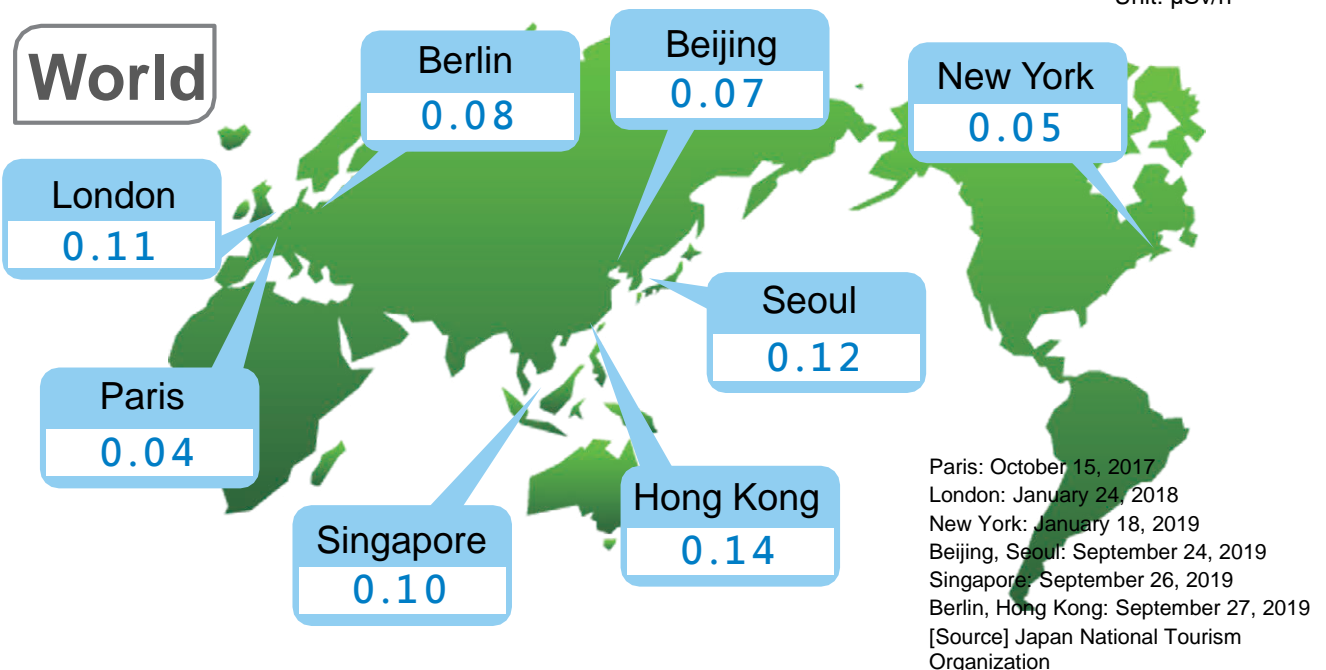 Unit: μSv/h
World
Berlin
0.08
Beijing
0.07
New York
0.05
London
0.11
Seoul
0.12
Paris
0.04
Hong Kong
0.14
Singapore
0.10
Paris: October 15, 2017
London: January 24, 2018
New York: January 18, 2019
Beijing, Seoul: September 24, 2019
Singapore: September 26, 2019
Berlin, Hong Kong: September 27, 2019
[Source] Japan National Tourism
Organization